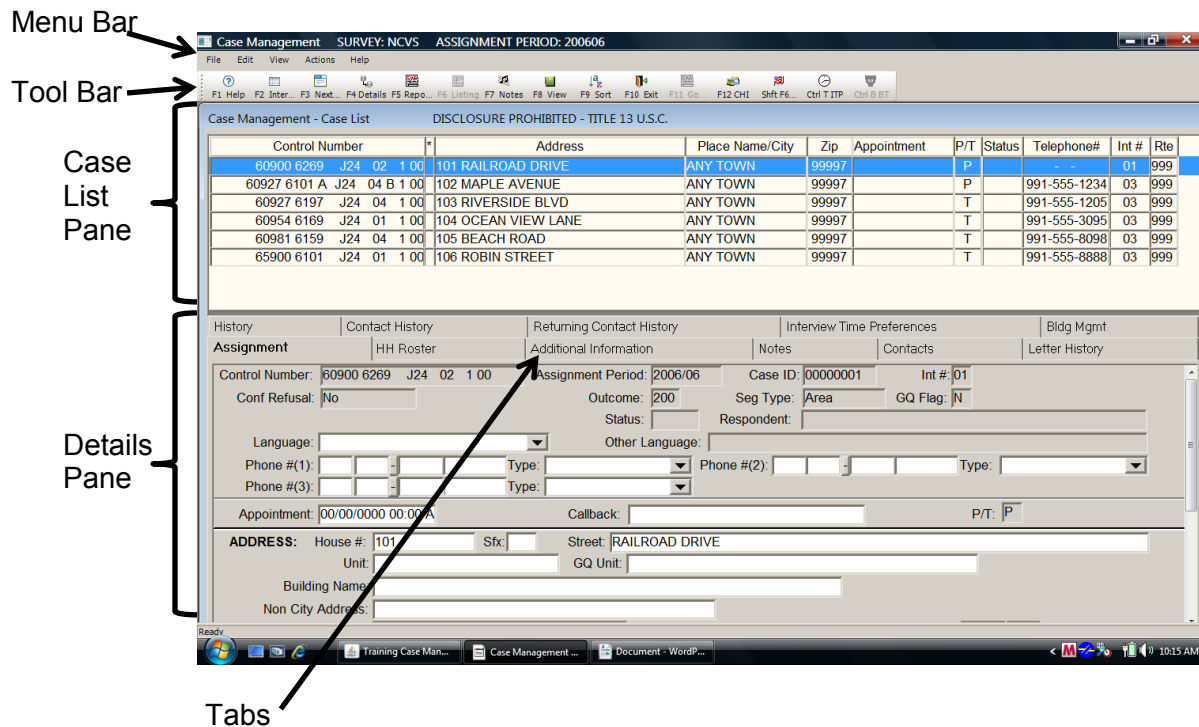 Menu Bar
Case Management SURVEY: NCVS ASSIGNMENT PERIOD: 200606
File Edit View Actions Help
Tool Bar
F1 Help F2 Inter... F3 Next... F4 Details F5 Repo... F6 Listing F7 Notes F8 View F9 Sort F10 Exit F11 Go... F12 CHI Shft F6... Ctrl T ITP Ctrl B BT
Case Management - Case List DISCLOSURE PROHIBITED - TITLE 13 U.S.C.
Control Number * Address Place Name/City Zip Appointment P/T Status Telephone# Int # Rte
60900 6269 J24 02 1 00 101 RAILROAD DRIVE ANY TOWN 99997 P - - 01 999
60927 6101 A J24 04 B 1 00 102 MAPLE AVENUE ANY TOWN 99997 P 991-555-1234 03 999
60927 6197 J24 04 1 00 103 RIVERSIDE BLVD ANY TOWN 99997 T 991-555-1205 03 999
60954 6169 J24 01 1 00 104 OCEAN VIEW LANE ANY TOWN 99997 T 991-555-3095 03 999
60981 6159 J24 04 1 00 105 BEACH ROAD ANY TOWN 99997 T 991-555-8098 03 999
65900 6101 J24 01 1 00 106 ROBIN STREET ANY TOWN 99997 T 991-555-8888 03 999
Case
List
Pane
History Contact History Returning Contact History Interview Time Preferences Bldg Mgmt
Assignment HH Roster Additional Information Notes Contacts Letter History
Control Number: 60900 6269 J24 02 1 00 Assignment Period: 2006/06 Case ID: 00000001 Int #: 01
Conf Refusal: No Outcome: 200 Seg Type: Area GQ Flag: N
Status: Respondent:
Language: Other Language:
Phone #(1): - Type: Phone #(2): - Type:
Phone #(3): - Type:
Appointment: 00/00/0000 00:00 A Callback: P/T: P
ADDRESS: House #: 101 Sfx: Street: RAILROAD DRIVE
Unit: GQ Unit:
Building Name:
Non City Address:
Details
Pane
Ready
Training Case Man... Case Management ... Document - WordP... < 10:15 AM
Tabs